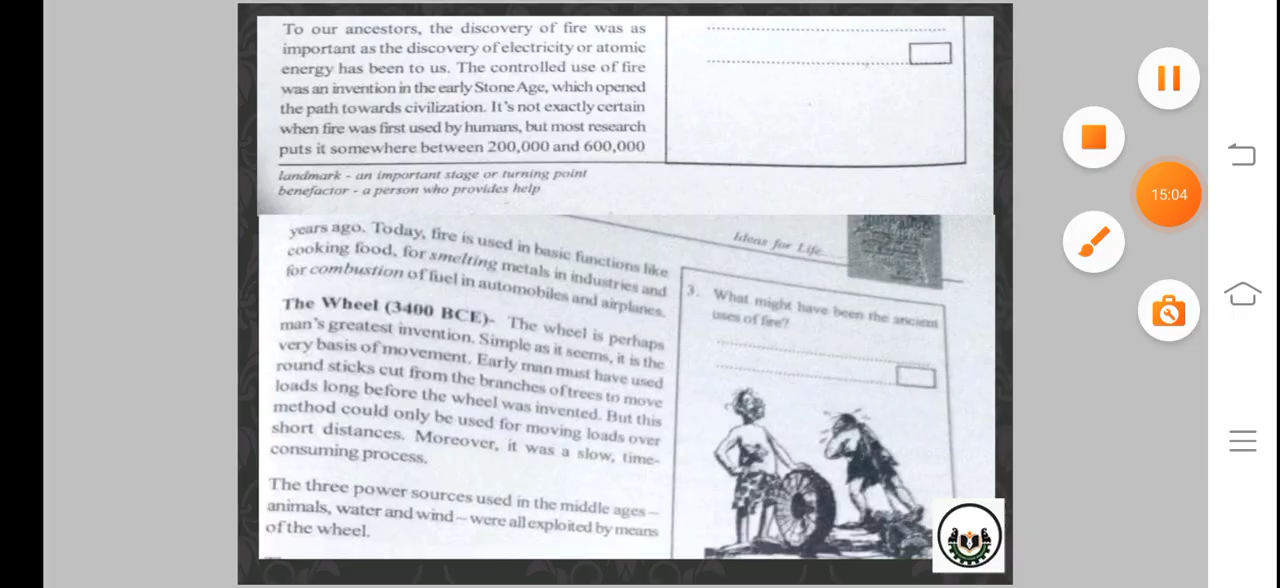 To our ancestors, the discovery of fire was as
important as the discovery of electricity or atomic
energy has been to us. The controlled use of fire
was an invention in the early Stone Age, which opened
the path towards civilization. It's not exactly certain
when fire was first used by humans, but most research
puts it somewhere between 200,000 and 600,000
landmark - an important stage or turning point
benefactor - a person who provides help
years ago. Today, fire is used in basic functions like
cooking food, for smelting metals in industries and
for combustion of fuel in automobiles and airplanes.
The Wheel (3400 BCE)- The wheel is perhaps
man's greatest invention. Simple as it seems, it is the
very basis of movement. Early man must have used
round sticks cut from the branches of trees to move
loads long before the wheel was invented. But this
method could only be used for moving loads over
short distances. Moreover, it was a slow, time-
consuming process.
The three power sources used in the middle ages–
animals, water and wind – were all exploited by means
of the wheel.
Ideas for Life
3. What might have been the ancient
uses of fire?
15:04